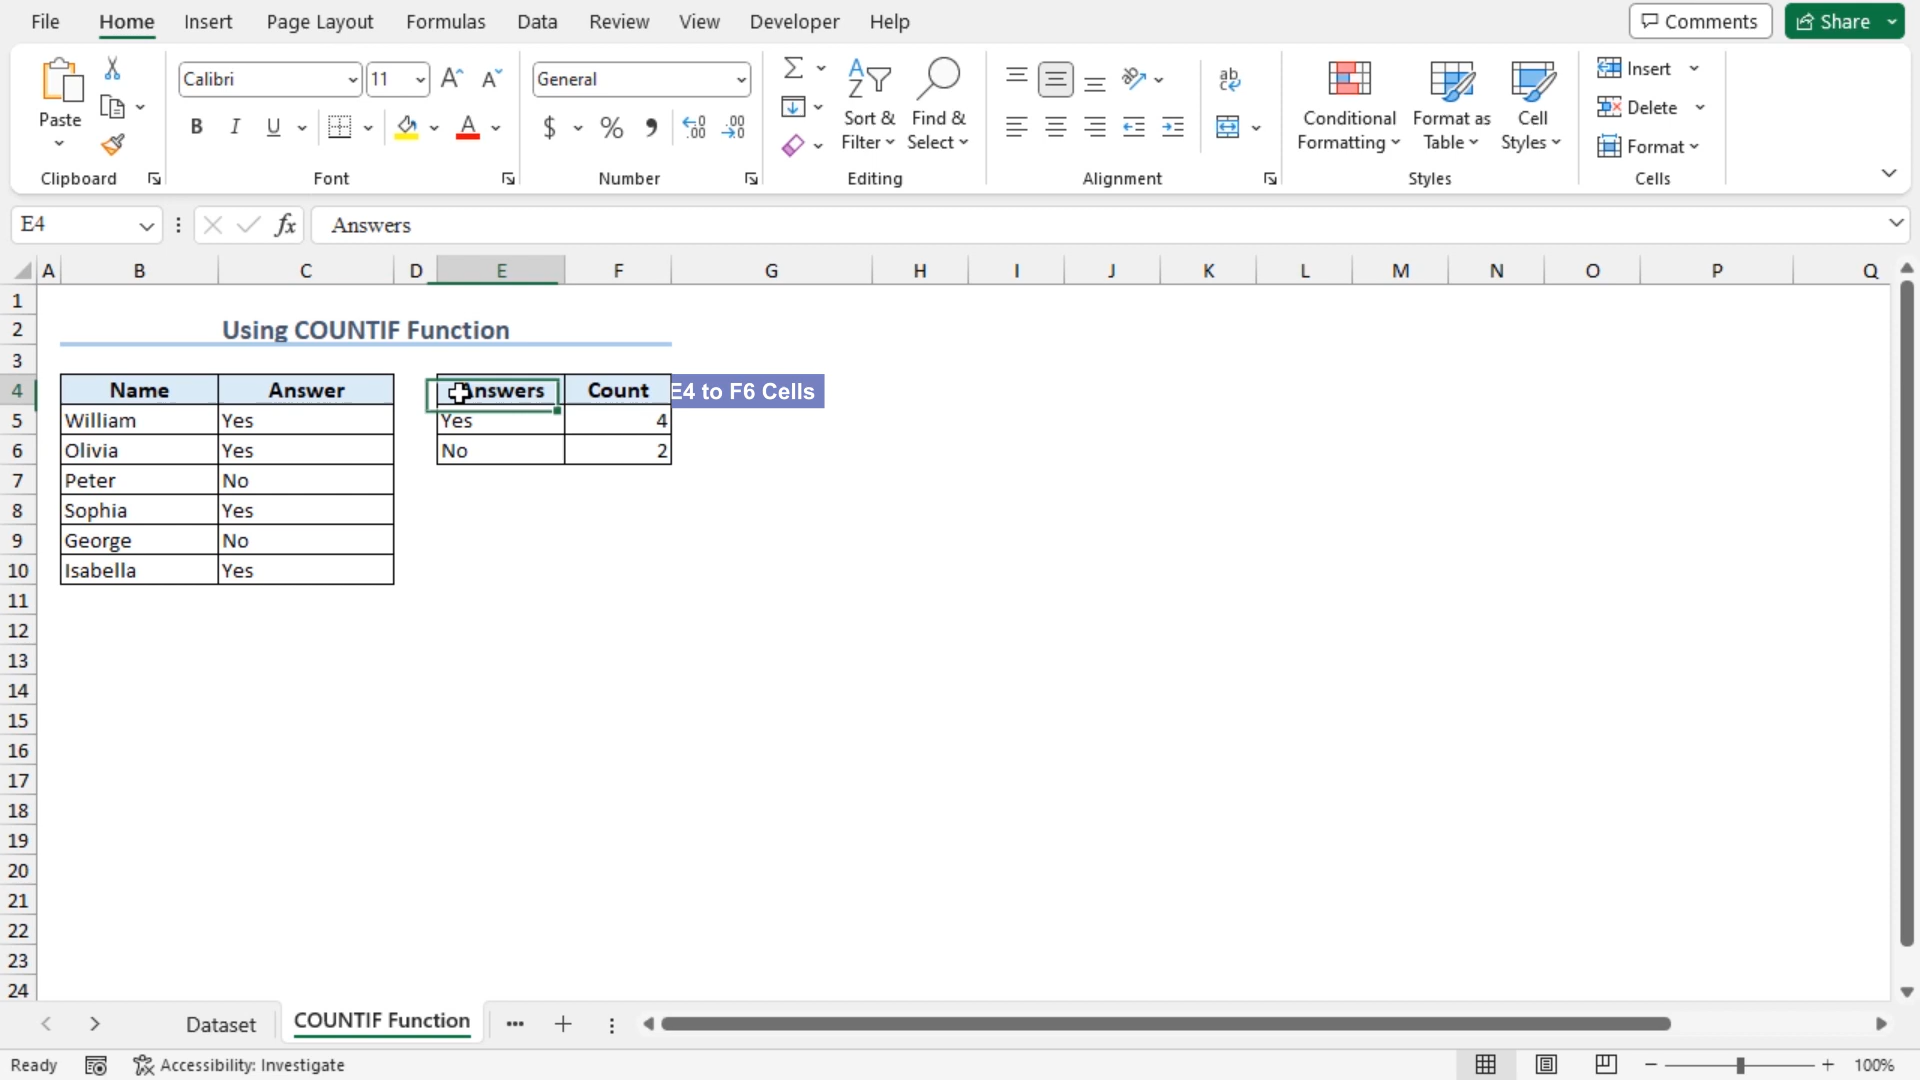 File Home Insert Page Layout Formulas Data Review View Developer Help Comments Share
Calibri 11 General
Paste
B I U
Sort & Filter
Find & Select
Conditional Formatting
Format as Table
Cell Styles
Insert
Delete
Format
Clipboard Font Number Editing Alignment Styles Cells
E4 fx Answers
A B C D E F G H I J K L M N O P Q
1
2 Using COUNTIF Function
3
4 Name Answer Answers Count E4 to F6 Cells
5 William Yes Yes 4
6 Olivia Yes No 2
7 Peter No
8 Sophia Yes
9 George No
10 Isabella Yes
11
12
13
14
15
16
17
18
19
20
21
22
23
24
Dataset COUNTIF Function
Ready Accessibility: Investigate 100%